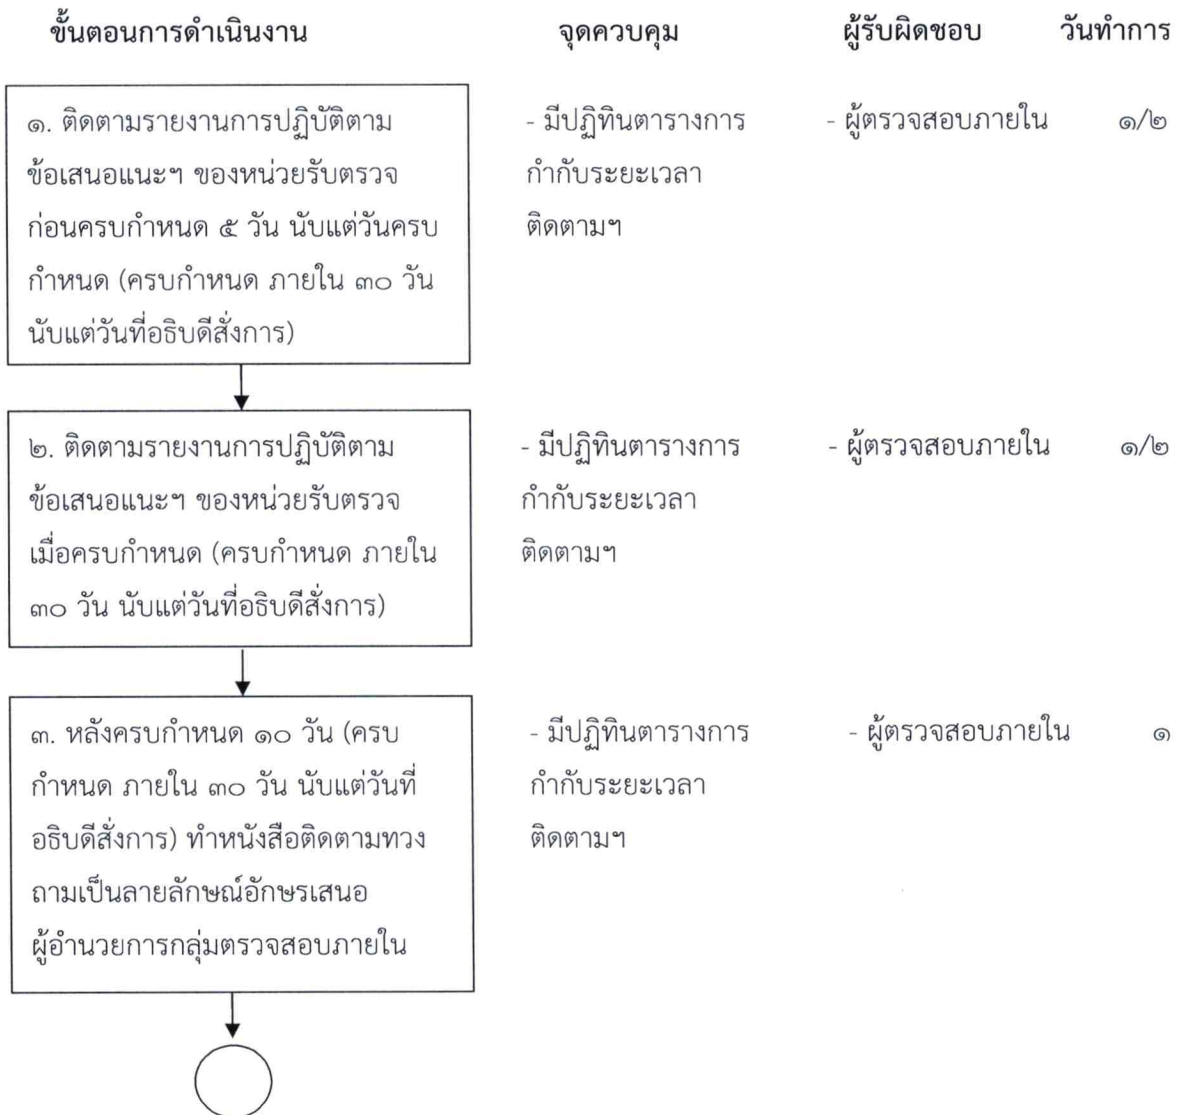 ขั้นตอนการดำเนินงาน จุดควบคุม ผู้รับผิดชอบ วันทำการ
๑. ติดตามรายงานการปฏิบัติตาม - มีปฏิทินตารางการ - ผู้ตรวจสอบภายใน ๑/๒
ข้อเสนอแนะฯ ของหน่วยรับตรวจ กำกับระยะเวลา
ก่อนครบกำหนด ๕ วัน นับแต่วันครบ ติดตามฯ
กำหนด (ครบกำหนด ภายใน ๓๐ วัน
นับแต่วันที่อธิบดีสั่งการ)
๒. ติดตามรายงานการปฏิบัติตาม - มีปฏิทินตารางการ - ผู้ตรวจสอบภายใน ๑/๒
ข้อเสนอแนะฯ ของหน่วยรับตรวจ กำกับระยะเวลา
เมื่อครบกำหนด (ครบกำหนด ภายใน ติดตามฯ
๓๐ วัน นับแต่วันที่อธิบดีสั่งการ)
๓. หลังครบกำหนด ๑๐ วัน (ครบ - มีปฏิทินตารางการ - ผู้ตรวจสอบภายใน ๑
กำหนด ภายใน ๓๐ วัน นับแต่วันที่ กำกับระยะเวลา
อธิบดีสั่งการ) ทำหนังสือติดตามทวง ติดตามฯ
ถามเป็นลายลักษณ์อักษรเสนอ
ผู้อำนวยการกลุ่มตรวจสอบภายใน